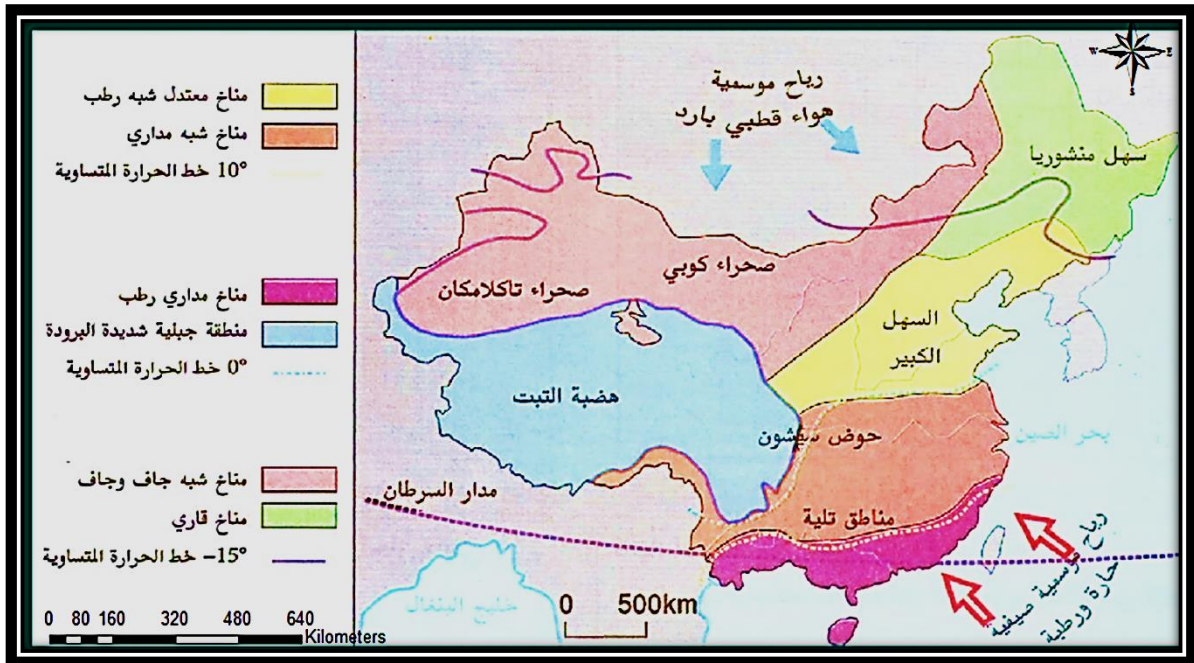 مناخ معتدل شبه رطب
مناخ شبه مداري
10° خط الحرارة المتساوية
مناخ مداري رطب
منطقة جبلية شديدة البرودة
0° خط الحرارة المتساوية
مناخ شبه جاف وجاف
مناخ قاري
15°− خط الحرارة المتساوية
0 80 160 320 480 640
Kilometers
N
W E
S
رياح موسمية
هواء قطبي بارد
سهل منشوريا
صحراء كوبي
صحراء تاكلامكان
السهل
الكبير
هضبة التبت
حوض سيشون
بحر الصين
مدار السرطان
مناطق تلية
رياح موسمية صيفية
حارة ورطبة
خليج البنغال
0 500km